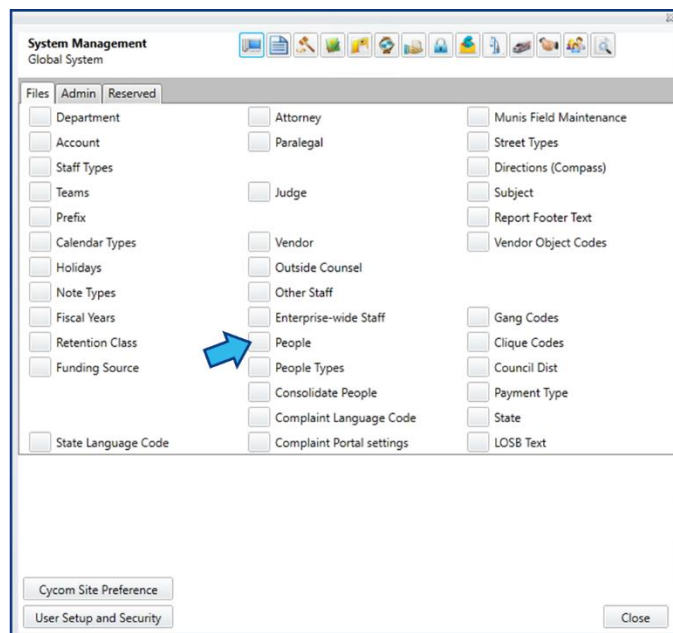 System Management
Global System
Files Admin Reserved
Department Attorney Munis Field Maintenance
Account Paralegal Street Types
Staff Types Directions (Compass)
Teams Judge Subject
Prefix Report Footer Text
Calendar Types Vendor Vendor Object Codes
Holidays Outside Counsel
Note Types Other Staff
Fiscal Years Enterprise-wide Staff Gang Codes
Retention Class People Clique Codes
Funding Source People Types Council Dist
Consolidate People Payment Type
Complaint Language Code State
State Language Code Complaint Portal settings LOSB Text
Cycom Site Preference
User Setup and Security Close